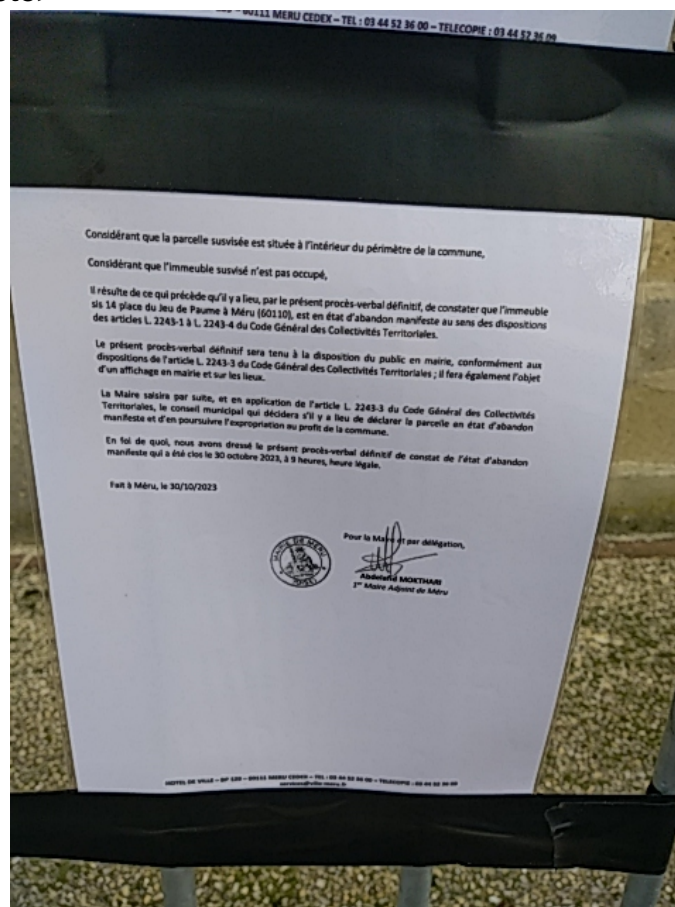 60111 MERU CEDEX – TEL : 03 44 52 36 00 – TELECOPIE : 03 44 52 36 09
Considérant que la parcelle susvisée est située à l'intérieur du périmètre de la commune,
Considérant que l'immeuble susvisé n'est pas occupé,
Il résulte de ce qui précède qu'il y a lieu, par le présent procès-verbal définitif, de constater que l'immeuble
sis 14 place du Jeu de Paume à Méru (60110), est en état d'abandon manifeste au sens des dispositions
des articles L. 2243-1 à L. 2243-4 du Code Général des Collectivités Territoriales.
Le présent procès-verbal définitif sera tenu à la disposition du public en mairie, conformément aux
dispositions de l'article L. 2243-3 du Code Général des Collectivités Territoriales ; il fera également l'objet
d'un affichage en mairie et sur les lieux.
La Maire saisira par suite, et en application de l'article L. 2243-3 du Code Général des Collectivités
Territoriales, le conseil municipal qui décidera s'il y a lieu de déclarer la parcelle en état d'abandon
manifeste et d'en poursuivre l'expropriation au profit de la commune.
En foi de quoi, nous avons dressé le présent procès-verbal définitif de constat de l'état d'abandon
manifeste qui a été clos le 30 octobre 2023, à 9 heures, heure légale.
Fait à Méru, le 30/10/2023
Pour la Maire et par délégation,
MAIRIE DE MERU
(OISE)
MOKTHARI
1er Maire Adjoint de Méru
HOTEL DE VILLE – BP 120 – 60111 MERU CEDEX – TEL : 03 44 52 36 00 – TELECOPIE : 03 44 52 36 09